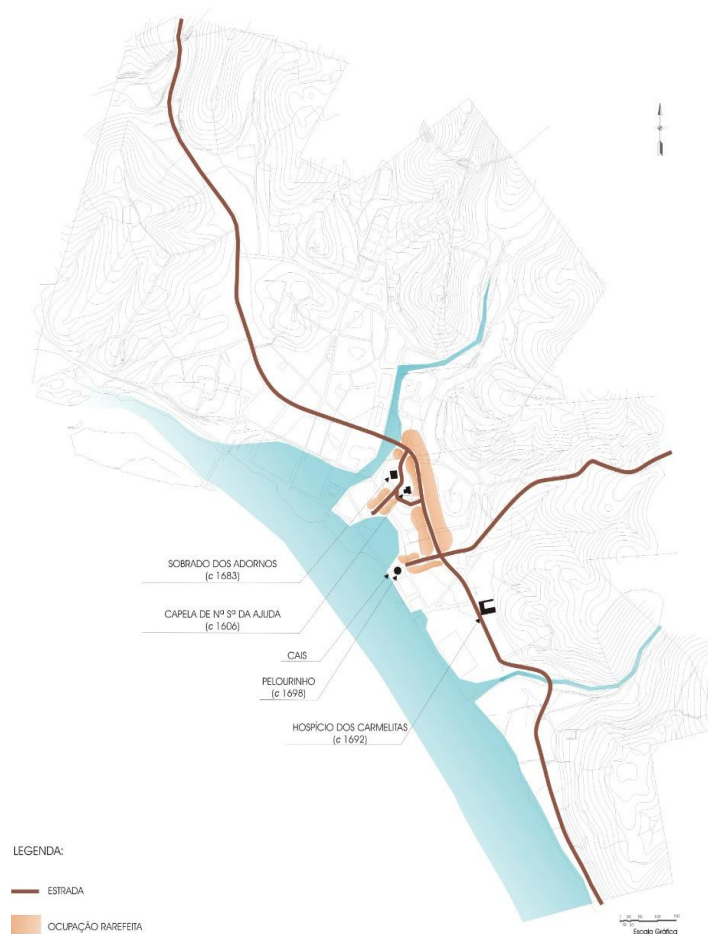 SOBRADO DOS ADORNOS
(c 1683)
CAPELA DE Nª Sª DA AJUDA
(c 1606)
CAIS
PELOURINHO
(c 1698)
HOSPÍCIO DOS CARMELITAS
(c 1692)
LEGENDA:
ESTRADA
OCUPAÇÃO RAREFEITA
Escala Gráfica